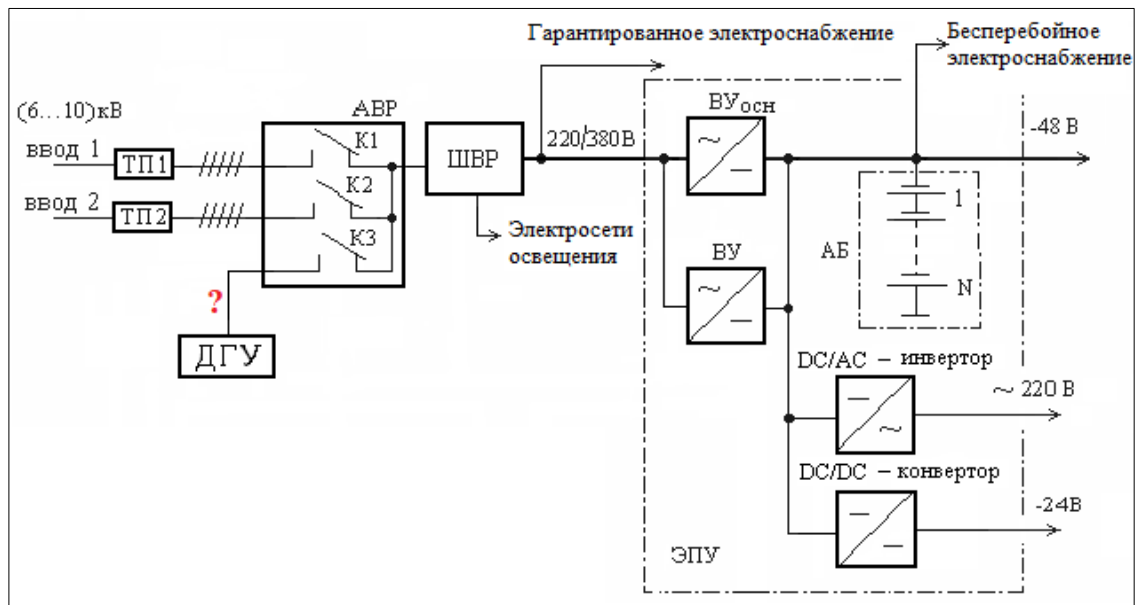 Гарантированное электроснабжение
Бесперебойное
электроснабжение
(6...10)кВ
АВР
ВУосн
-48 В
ввод 1
ТП1
К1
ШВР
220/380В
ввод 2
ТП2
К2
К3
Электросети
освещения
ВУ
АБ
1
N
?
ДГУ
DC/AC – инвертор
~ 220 В
DC/DC – конвертор
-24В
ЭПУ